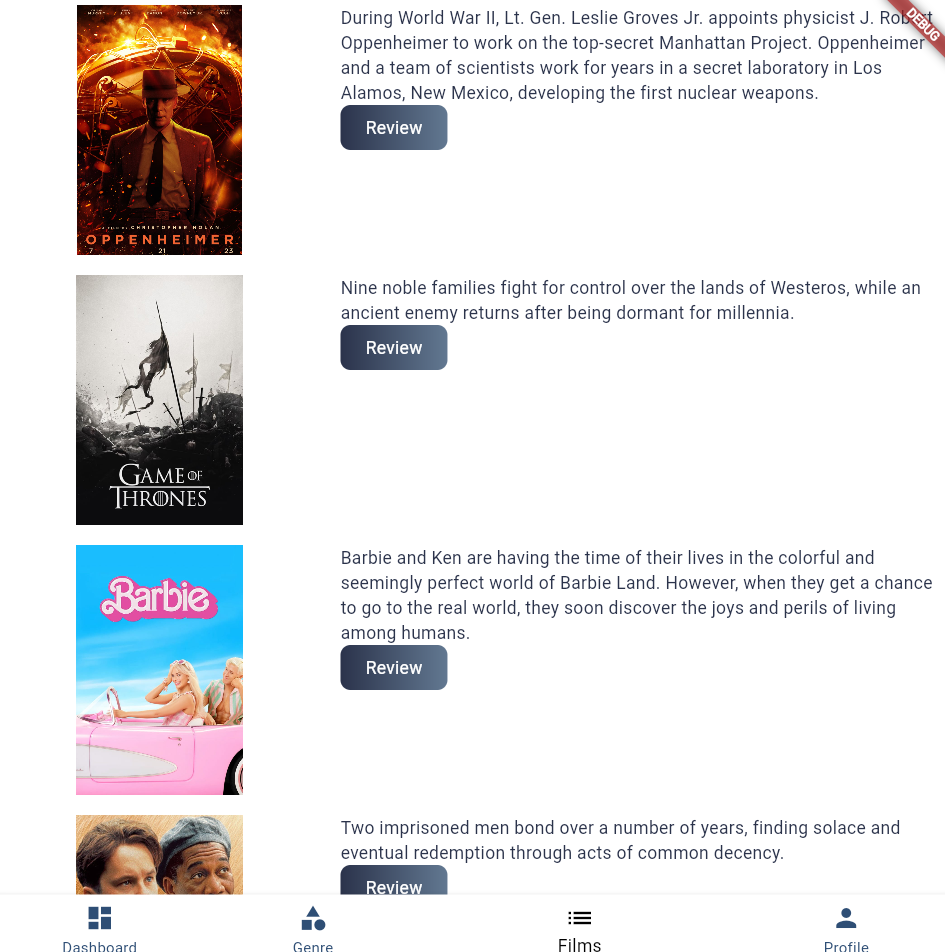 During World War II, Lt. Gen. Leslie Groves Jr. appoints physicist J. Robert
Oppenheimer to work on the top-secret Manhattan Project. Oppenheimer
and a team of scientists work for years in a secret laboratory in Los
Alamos, New Mexico, developing the first nuclear weapons.
Review
DEBUG
CHRISTOPHER NOLAN
OPPENHEIMER
7 21 23
Nine noble families fight for control over the lands of Westeros, while an
ancient enemy returns after being dormant for millennia.
Review
GAME OF
THRONES
Barbie and Ken are having the time of their lives in the colorful and
seemingly perfect world of Barbie Land. However, when they get a chance
to go to the real world, they soon discover the joys and perils of living
among humans.
Review
Barbie
Two imprisoned men bond over a number of years, finding solace and
eventual redemption through acts of common decency.
Review
Dashboard
Genre
Films
Profile